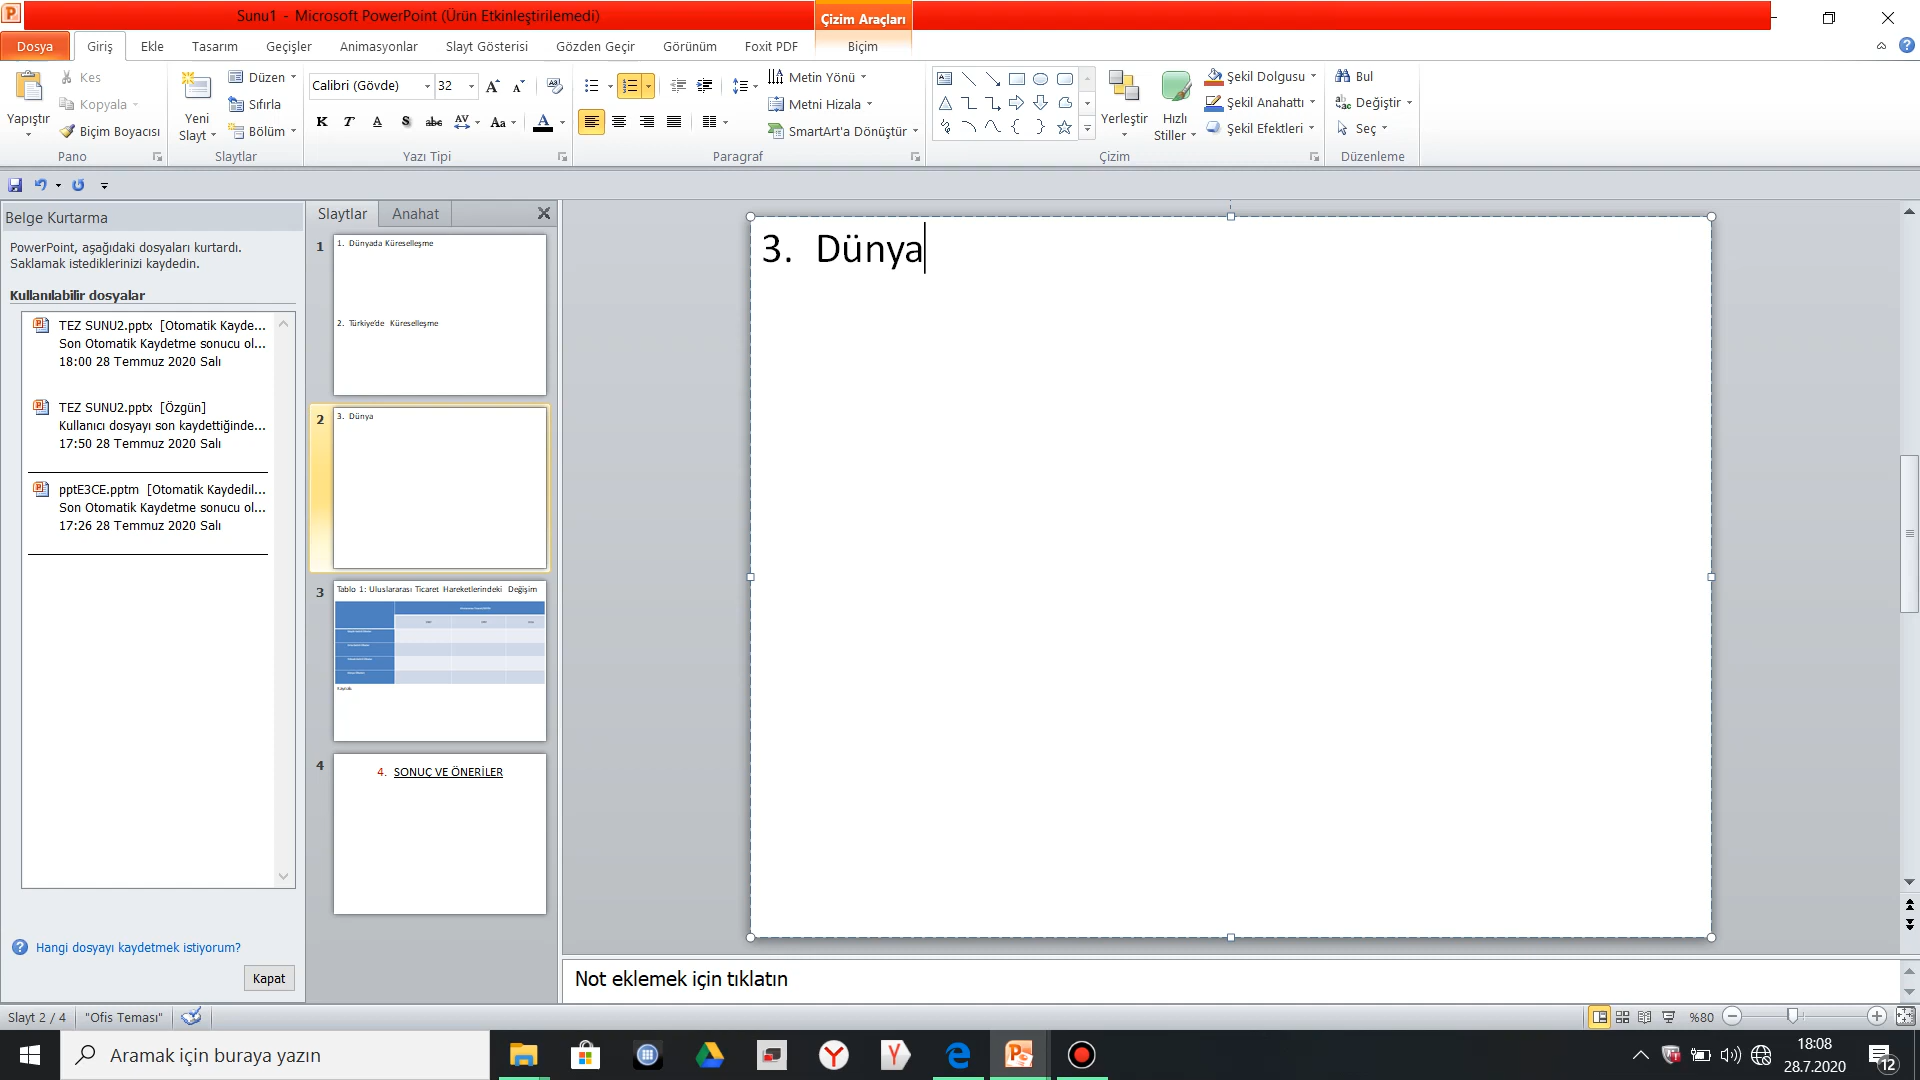 Sunu1 - Microsoft PowerPoint (Ürün Etkinleştirilemedi)
Çizim Araçları
Dosya
Giriş
Ekle
Tasarım
Geçişler
Animasyonlar
Slayt Gösterisi
Gözden Geçir
Görünüm
Foxit PDF
Biçim
Yapıştır
Kes
Kopyala
Biçim Boyacısı
Pano
Yeni
Slayt
Düzen
Sıfırla
Bölüm
Slaytlar
Calibri (Gövde)
32
Yazı Tipi
Metin Yönü
Metni Hizala
SmartArt'a Dönüştür
Paragraf
Yerleştir
Hızlı
Stiller
Şekil Dolgusu
Şekil Anahattı
Şekil Efektleri
Çizim
Bul
Değiştir
Seç
Düzenleme
Belge Kurtarma
PowerPoint, aşağıdaki dosyaları kurtardı.
Saklamak istediklerinizi kaydedin.
Kullanılabilir dosyalar
TEZ SUNU2.pptx [Otomatik Kayde...
Son Otomatik Kaydetme sonucu ol...
18:00 28 Temmuz 2020 Salı
TEZ SUNU2.pptx [Özgün]
Kullanıcı dosyayı son kaydettiğinde...
17:50 28 Temmuz 2020 Salı
pptE3CE.pptm [Otomatik Kaydedil...
Son Otomatik Kaydetme sonucu ol...
17:26 28 Temmuz 2020 Salı
Hangi dosyayı kaydetmek istiyorum?
Kapat
Slaytlar
Anahat
1
1. Dünyada Küreselleşme
2. Türkiye'de Küreselleşme
2
3. Dünya
3
Tablo 1: Uluslararası Ticaret Hareketlerindeki Değişim
Kaynak
4
4. SONUÇ VE ÖNERİLER
3. Dünya
Not eklemek için tıklatın
Slayt 2 / 4
"Ofis Teması"
%80
Aramak için buraya yazın
18:08
28.7.2020
12